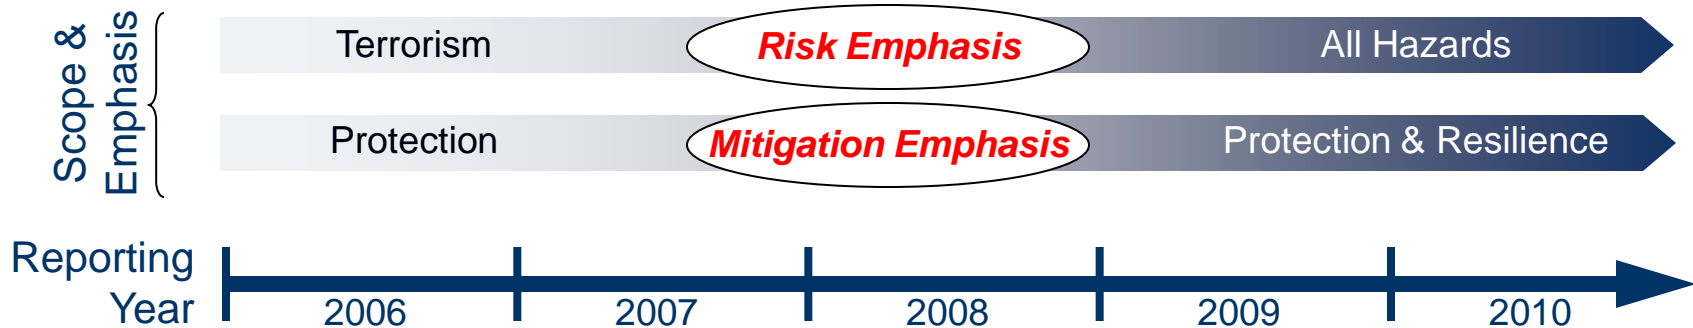 Scope &
Emphasis
Terrorism
Risk Emphasis
All Hazards
Protection
Mitigation Emphasis
Protection & Resilience
Reporting
Year
2006
2007
2008
2009
2010